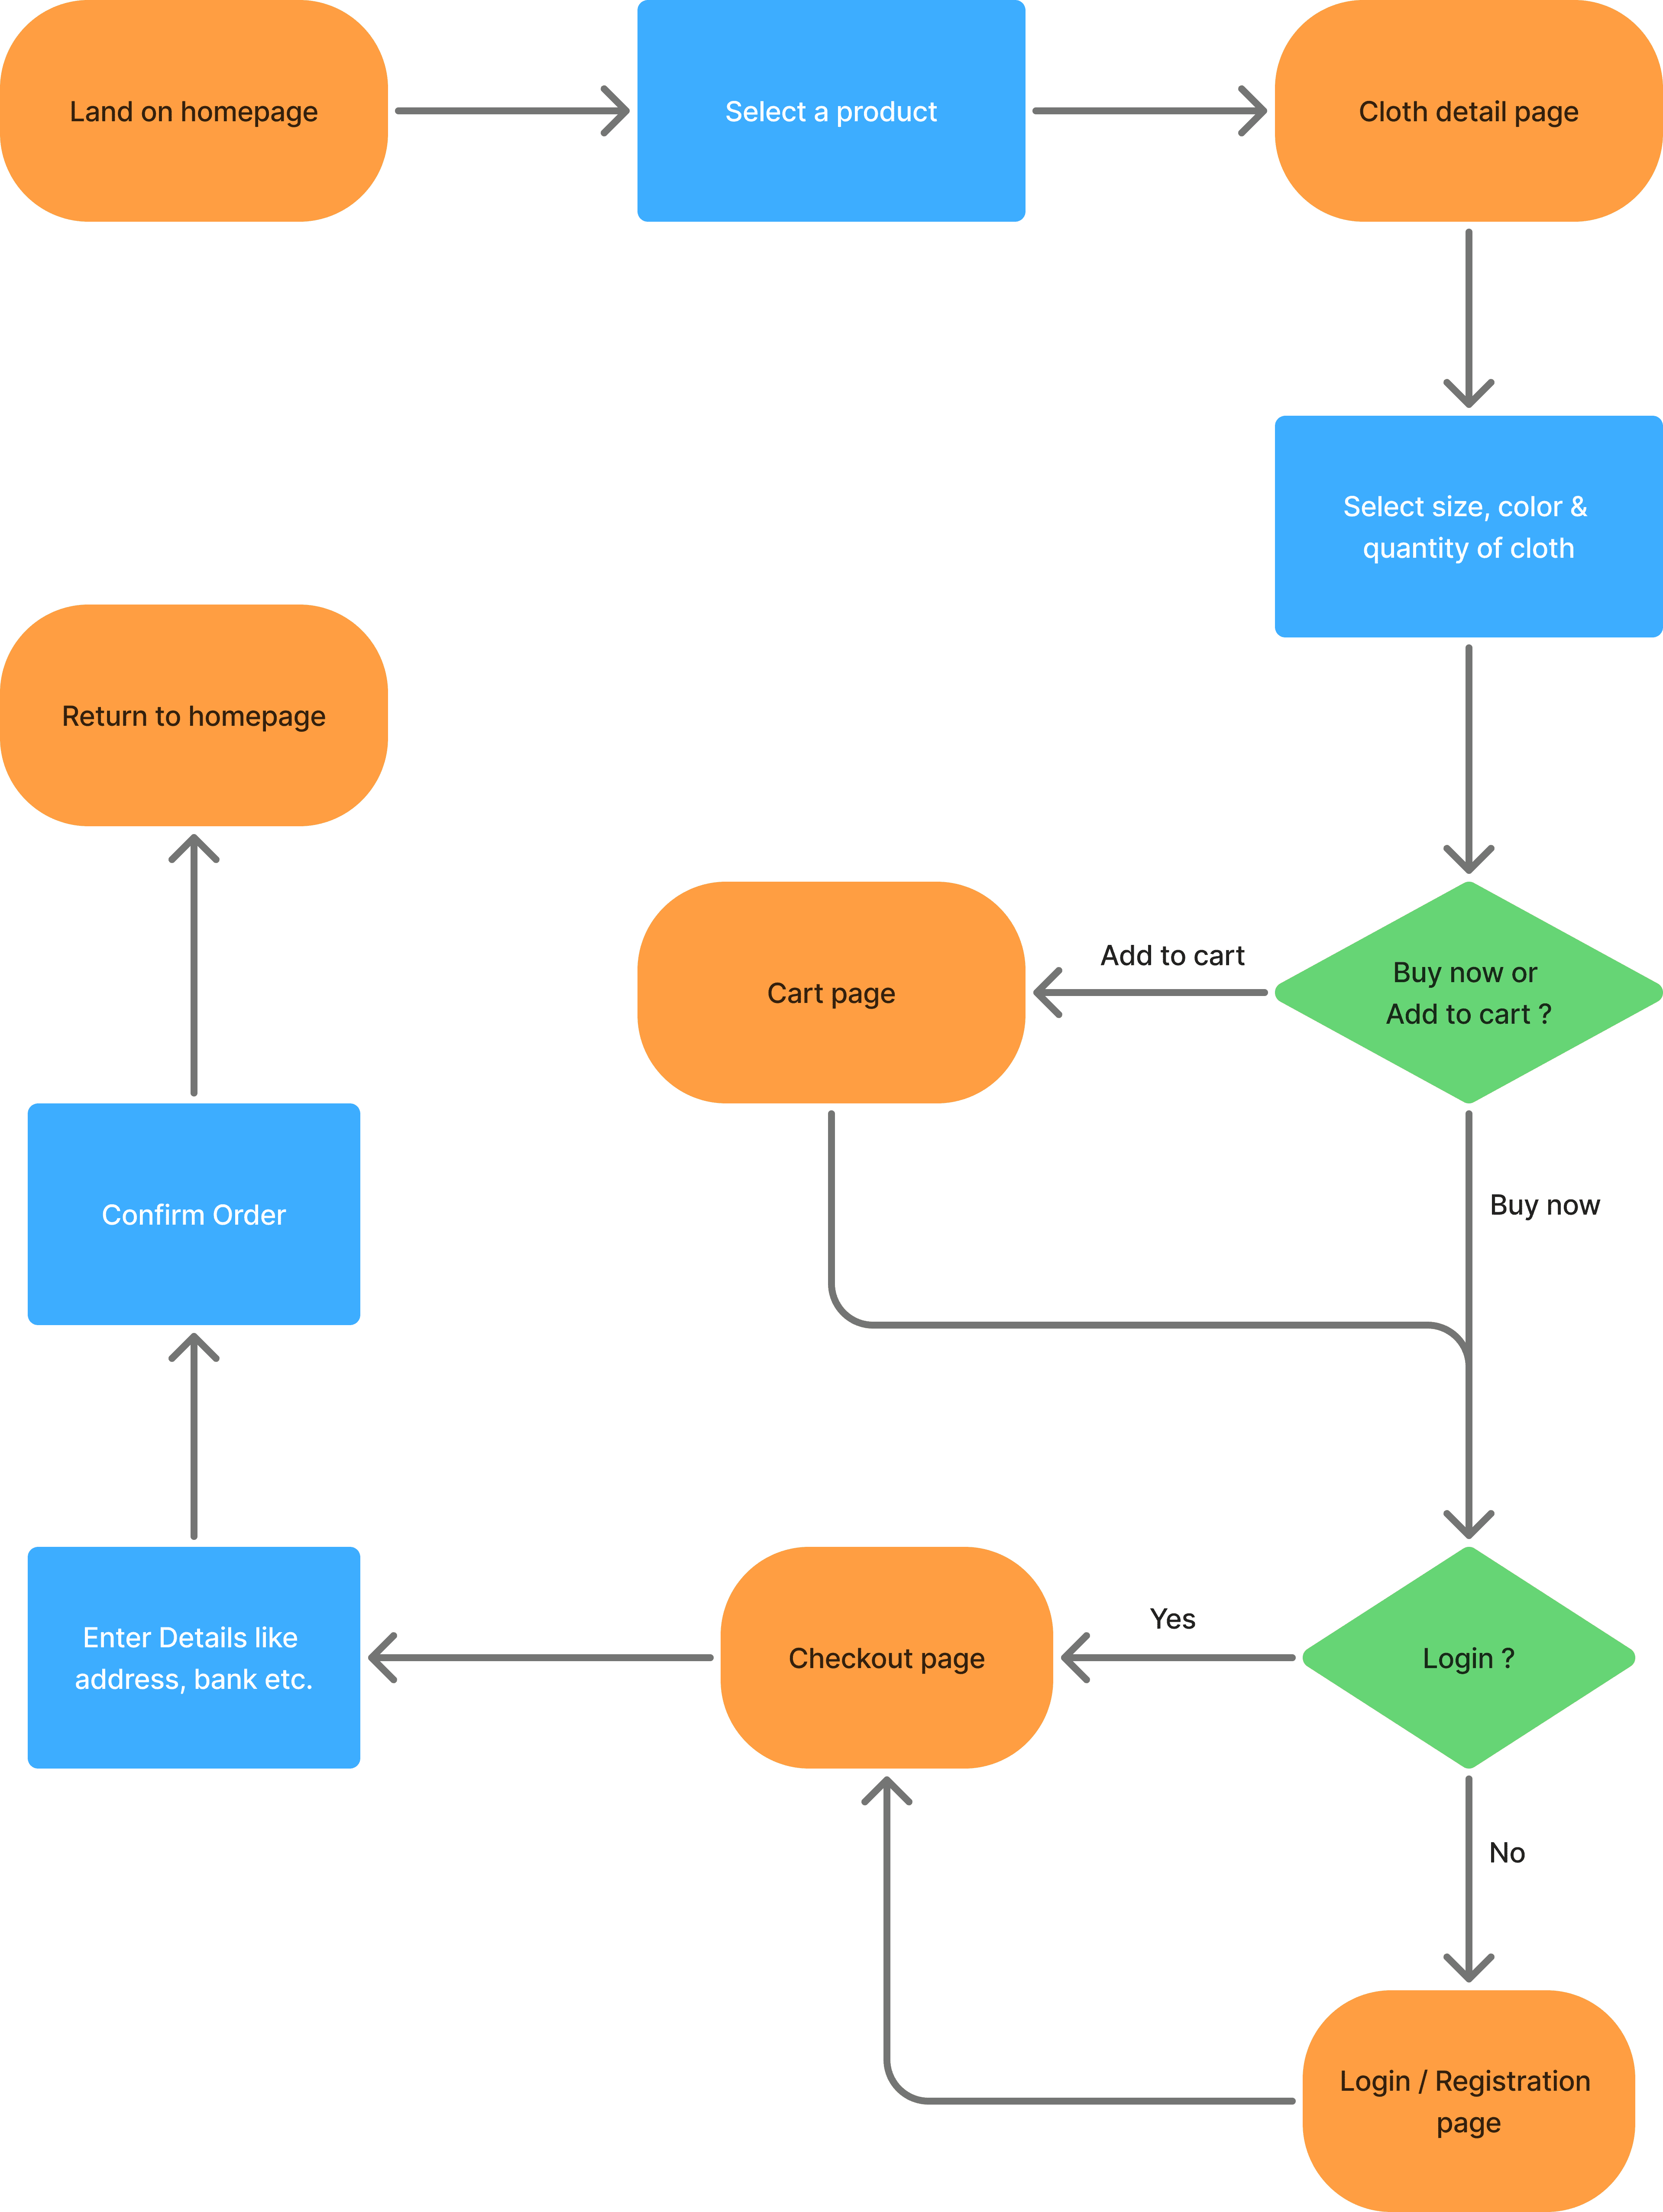 Land on homepage
Select a product
Cloth detail page
Select size, color &
quantity of cloth
Return to homepage
Add to cart
Cart page
Buy now or
Add to cart ?
Confirm Order
Buy now
Yes
Enter Details like
address, bank etc.
Checkout page
Login ?
No
Login / Registration
page